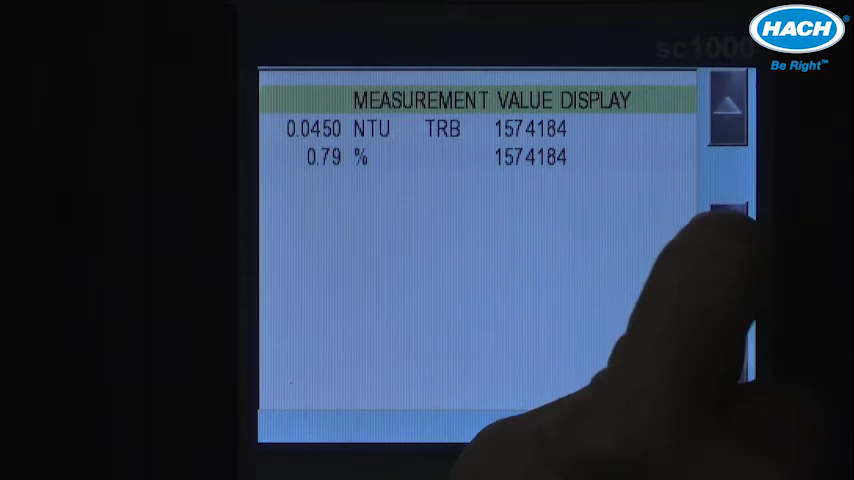 HACH®
Be Right™
sc1000
MEASUREMENT VALUE DISPLAY
0.0450 NTU TRB 1574184
0.79 % 1574184